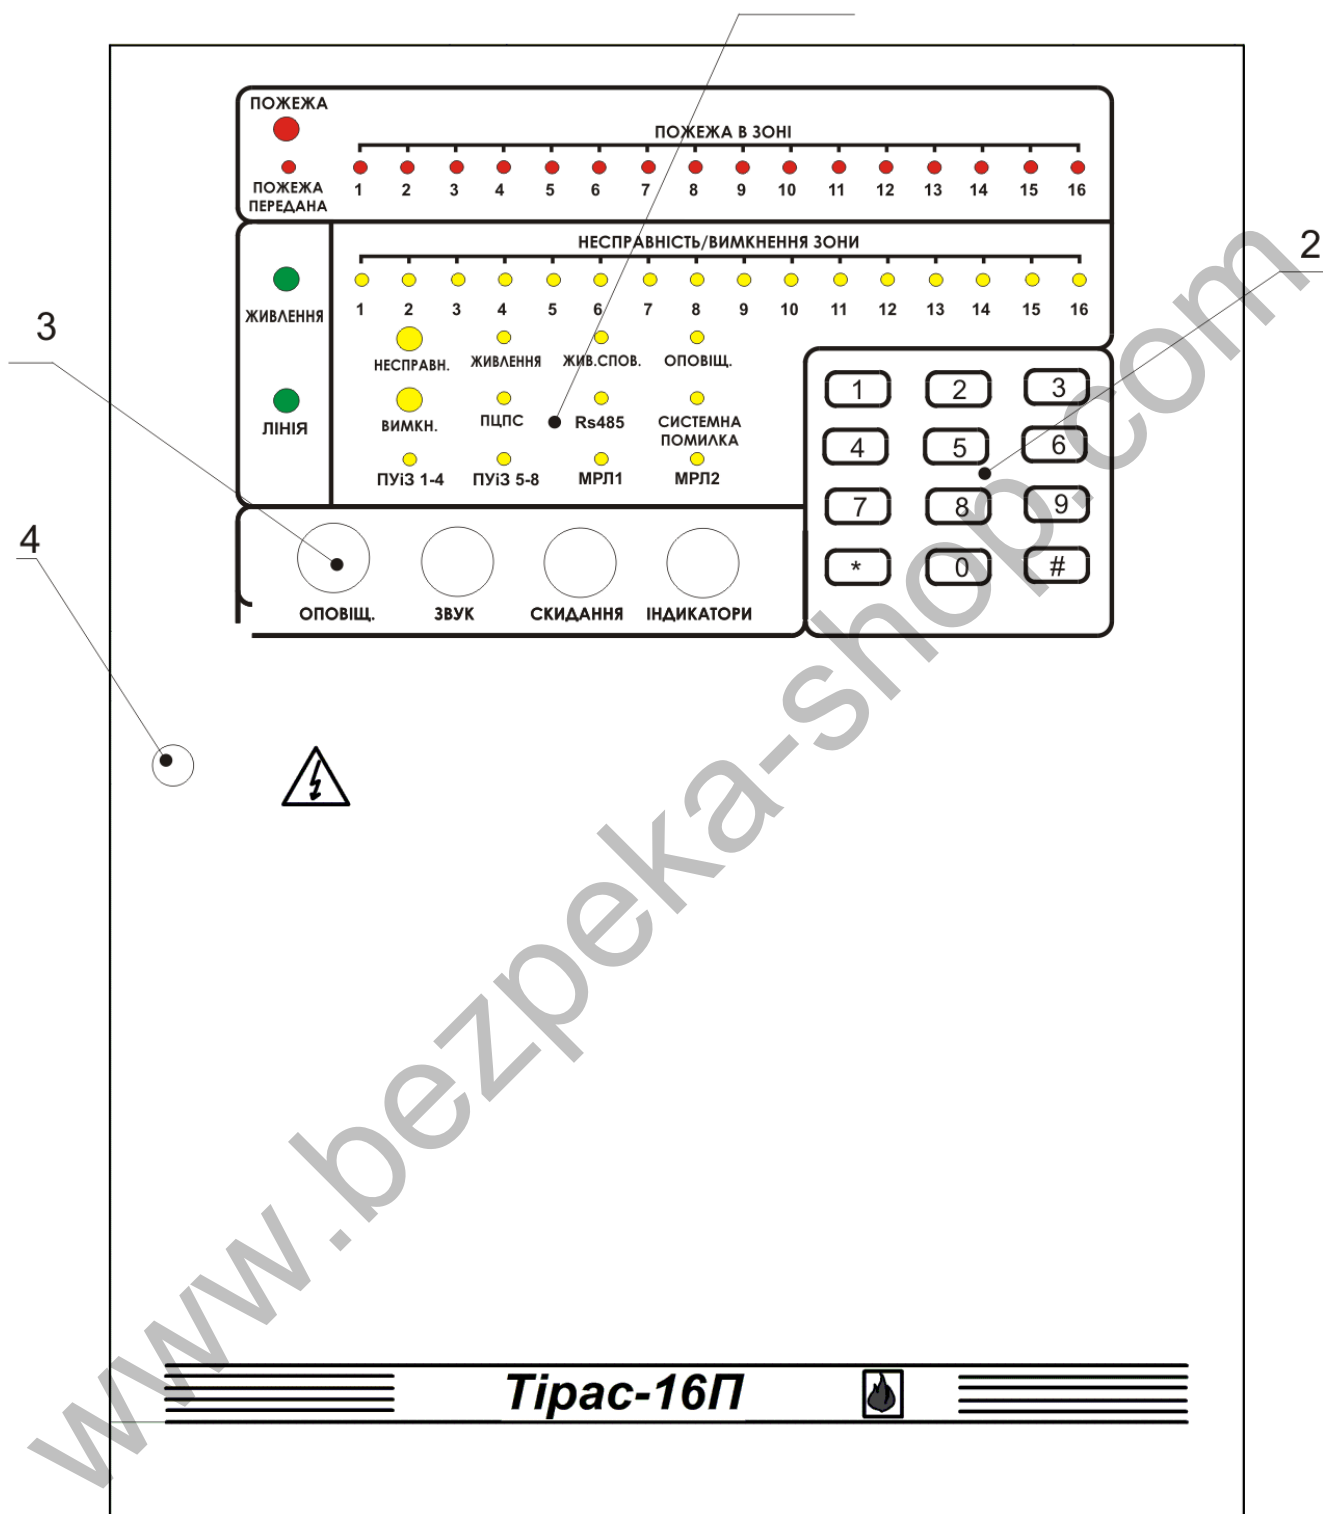 ПОЖЕЖА
ПОЖЕЖА В ЗОНІ
ПОЖЕЖА
ПЕРЕДАНА
1 2 3 4 5 6 7 8 9 10 11 12 13 14 15 16
НЕСПРАВНІСТЬ/ВИМКНЕННЯ ЗОНИ
2
ЖИВЛЕННЯ
1 2 3 4 5 6 7 8 9 10 11 12 13 14 15 16
3
НЕСПРАВН. ЖИВЛЕННЯ ЖИВ.СПОВ. ОПОВІЩ.
1 2 3
ЛІНІЯ
ВИМКН. ПЦПС Rs485 СИСТЕМНА
ПОМИЛКА
4 5 6
ПУіЗ 1-4 ПУіЗ 5-8 МРЛ1 МРЛ2
7 8 9
4
* 0 #
ОПОВІЩ. ЗВУК СКИДАННЯ ІНДИКАТОРИ
Тірас-16П
www.bezpeka-shop.com